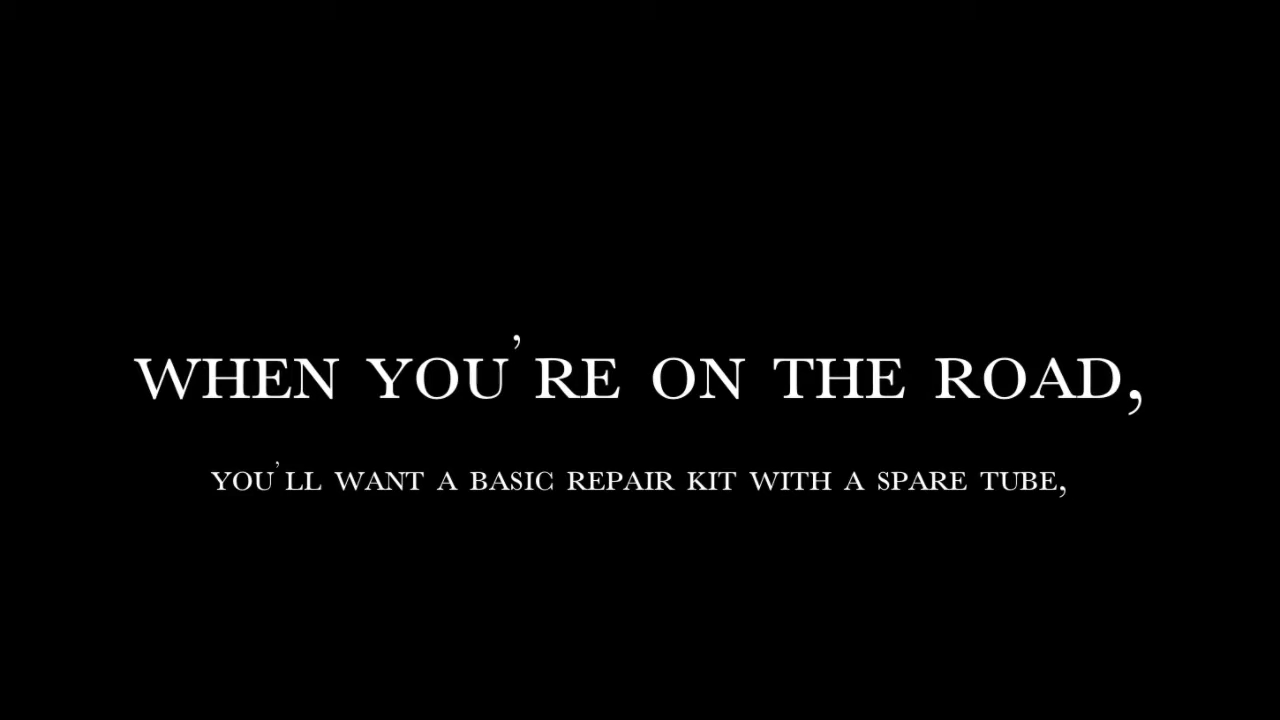 WHEN YOU'RE ON THE ROAD,
YOU'LL WANT A BASIC REPAIR KIT WITH A SPARE TUBE,